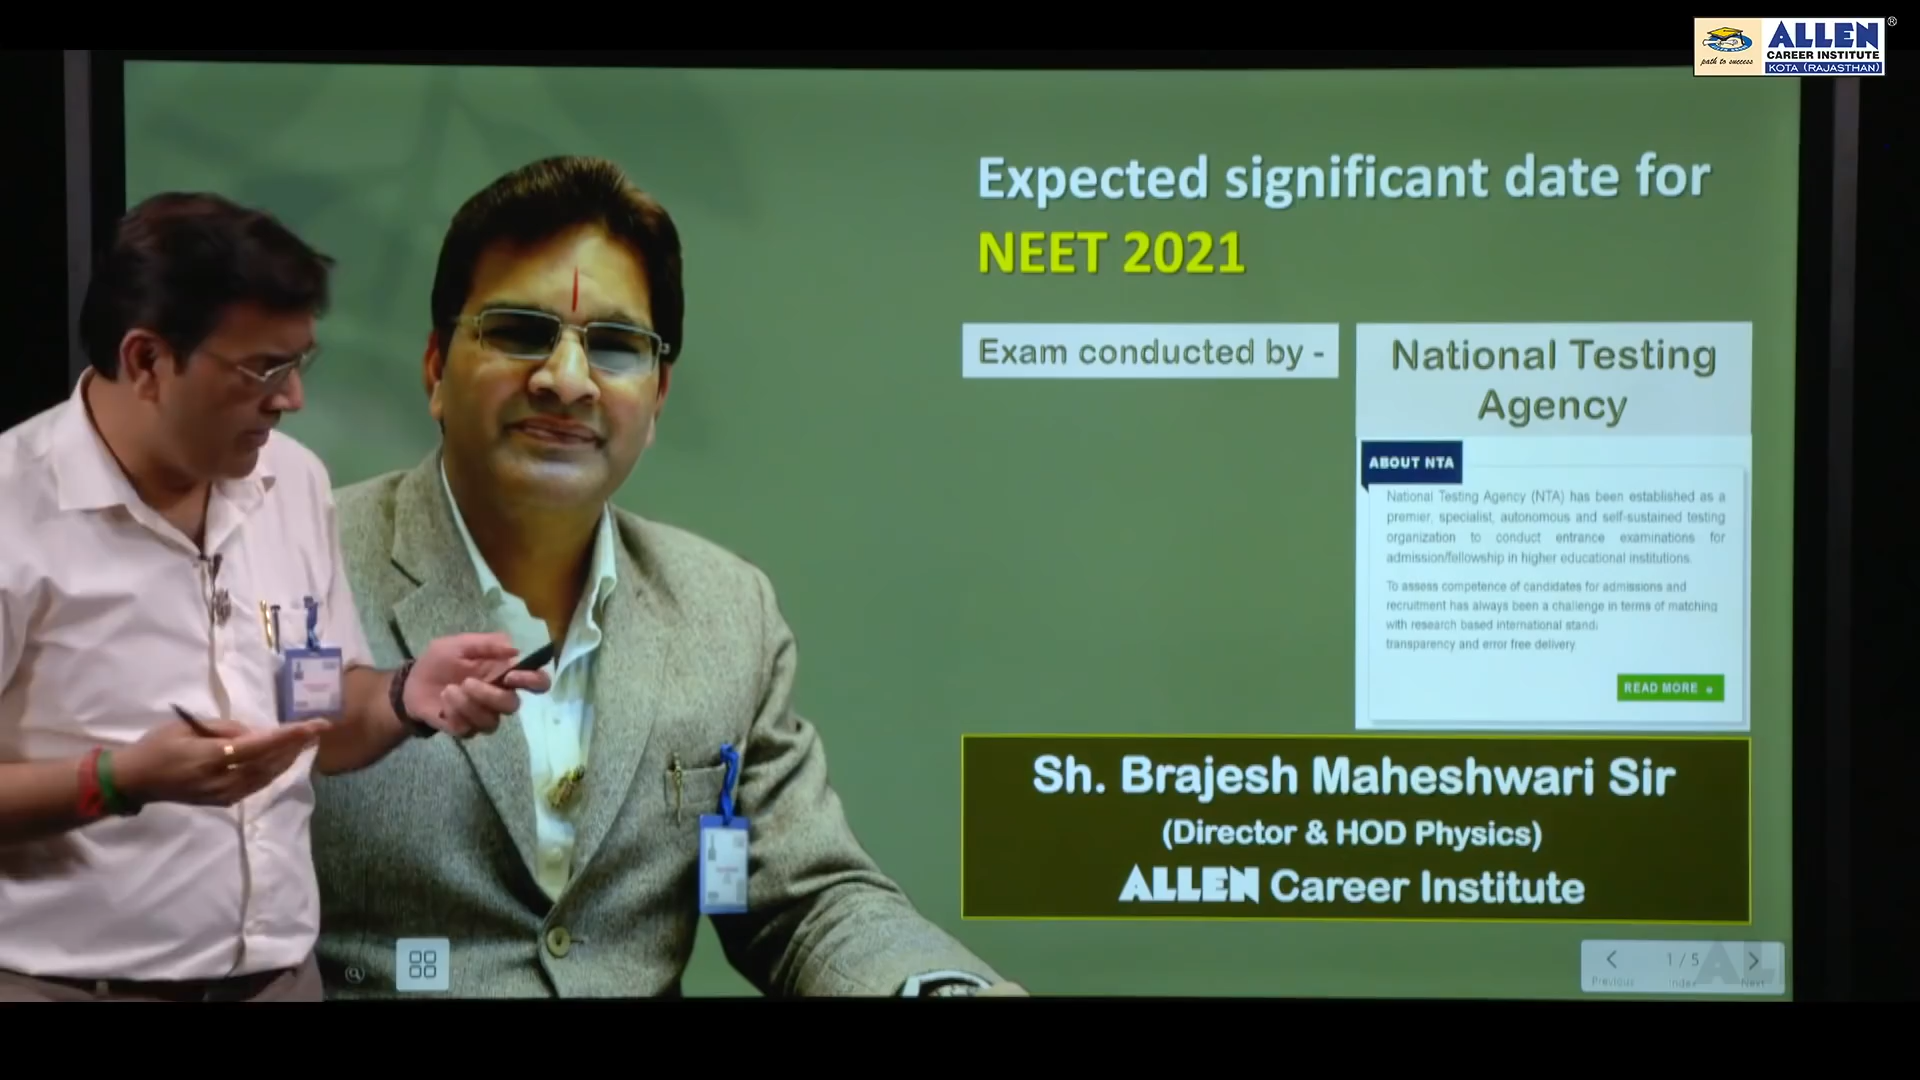 ALLEN
CAREER INSTITUTE
KOTA (RAJASTHAN)
path to success
®
Expected significant date for
NEET 2021
Exam conducted by -
National Testing
Agency
ABOUT NTA
National Testing Agency (NTA) has been established as a
premier, specialist, autonomous and self-sustained testing
organization to conduct entrance examinations for
admission/fellowship in higher educational institutions.
To assess competence of candidates for admissions and
recruitment has always been a challenge in terms of matching
with research based international
transparency and error free delivery
READ MORE
Sh. Brajesh Maheshwari Sir
(Director & HOD Physics)
ALLEN Career Institute
1 / 5
Previous
Index
Next